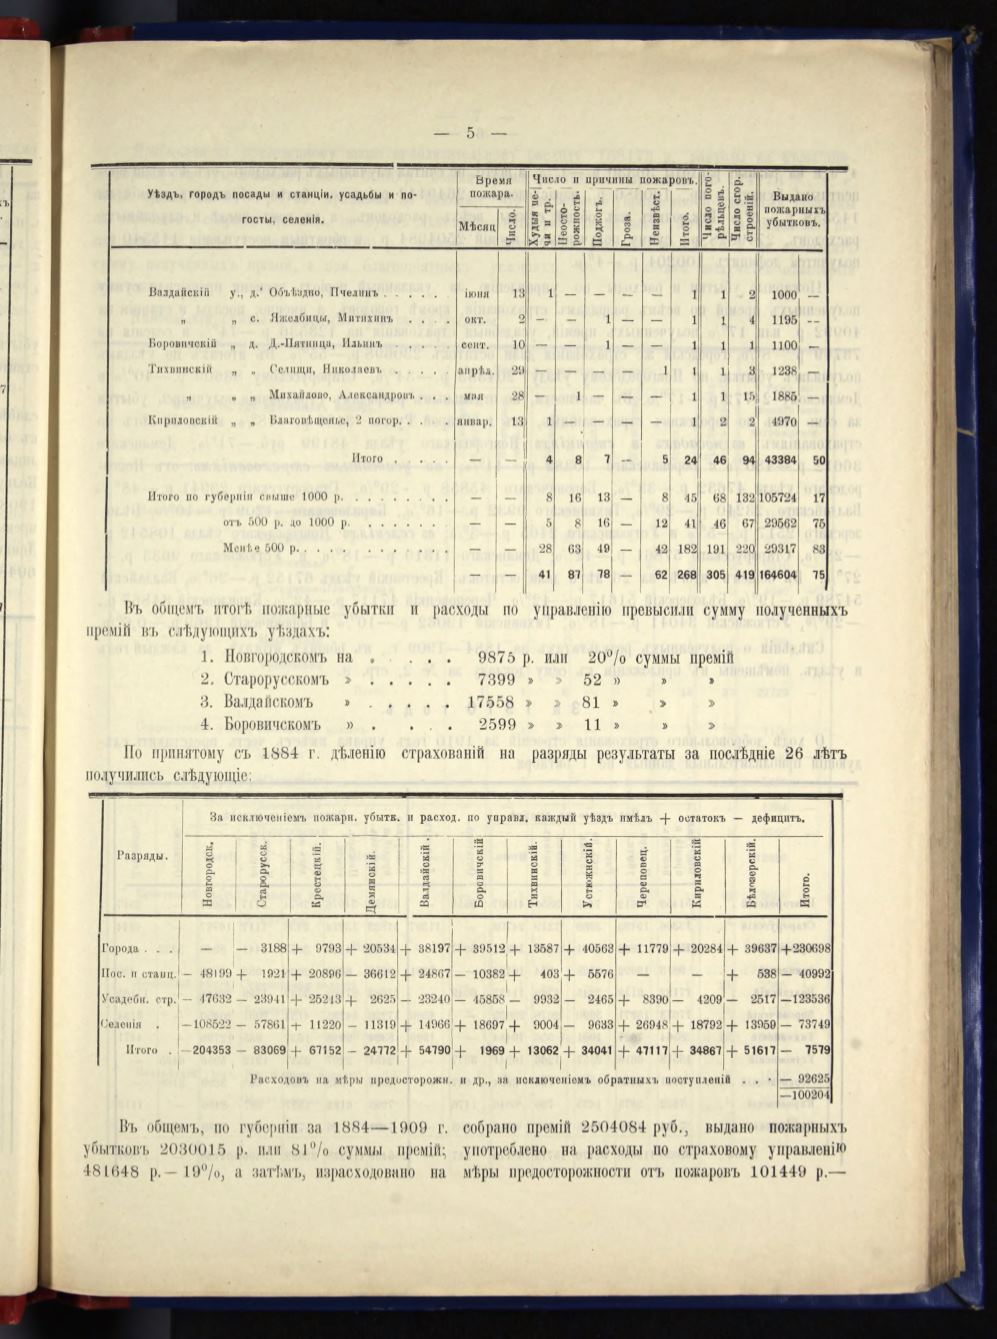 — 5 —
Уѣздъ, городъ посады и станціи, усадьбы и погосты, селенія. Время пожара. Число и причины пожаровъ. Число погорѣльцевъ. Число сгор. строеній. Выдано пожарныхъ убытковъ.
Мѣсяц Число. Худыя печи и тр. Неосторожность. Поджогъ. Гроза. Неизвѣст. Итого.
Валдайскій у., д. Объѣздно, Пчелинъ . . . . . . іюня 13 1 — — — — 1 1 2 1000 —
„ „ с. Яжелбицы, Митихинъ . . . . окт. 2 — — 1 — — 1 1 4 1195 —
Боровичскій „ д. Д.-Пятница, Ильинъ . . . . . сент. 10 — — 1 — — 1 1 1 1100 —
Тихвинскій „ „ Селищи, Николаевъ . . . . . апрѣл. 29 — — — — 1 1 1 3 1238 —
„ „ „ Михайлово, Александровъ . . . мая 28 — 1 — — — 1 1 15 1885 —
Кириловскій „ „ Благовѣщенье, 2 погор. . . . январ. 13 1 — — — — 1 2 2 4970 —
Итого . . . . . — — 4 8 7 — 5 24 46 94 43384 50
Итого по губерніи свыше 1000 р. . . . . . . . . — — 8 16 13 — 8 45 68 132 105724 17
отъ 500 р. до 1000 р. . . . . . . . — — 5 8 16 — 12 41 46 67 29562 75
Менѣе 500 р. . . . . . . . . . . . — — 28 63 49 — 42 182 191 220 29317 83
— — 41 87 78 — 62 268 305 419 164604 75
Въ общемъ итогѣ пожарные убытки и расходы по управленію превысили сумму полученныхъ
премій въ слѣдующихъ уѣздахъ:
1. Новгородскомъ на . . . . . 9875 р. или 20% суммы премій
2. Старорусскомъ » . . . . . 7399 » » 52 » » »
3. Валдайскомъ » . . . . . 17558 » » 81 » » »
4. Боровичскомъ » . . . . 2599 » » 11 » » »
По принятому съ 1884 г. дѣленію страхованій на разряды результаты за послѣдніе 26 лѣтъ
получились слѣдующіе:
Разряды. За исключеніемъ пожарн. убытк. и расход. по управл. каждый уѣздъ имѣлъ + остатокъ — дефицитъ.
Новгородск. Старорусск. Крестецкій. Демянскій. Валдайскій. Боровичскій Тихвинскій. Устюжнскій. Череповец. Кириловскій Бѣлозерскій. Итого.
Города . . . — — 3188 + 9793 + 20534 + 38197 + 39512 + 13587 + 40563 + 11779 + 20284 + 39637 +230698
Пос. и станц. — 48199 + 1921 + 20896 — 36612 + 24867 — 10382 + 403 + 5576 — — + 538 — 40992
Усадебн. стр. — 47632 — 23941 + 25243 + 2625 — 23240 — 45858 — 9932 — 2465 + 8390 — 4209 — 2517 —123536
Селенія . —108522 — 57861 + 11220 — 11319 + 14966 + 18697 + 9004 — 9633 + 26948 + 18792 + 13959 — 73749
Итого . —204353 — 83069 + 67152 — 24772 + 54790 + 1969 + 13062 + 34041 + 47117 + 34867 + 51617 — 7579
Расходовъ на мѣры предосторожн. и др., за исключеніемъ обратныхъ поступленій . . . — 92625
—100204
Въ общемъ, по губерніи за 1884—1909 г. собрано премій 2504084 руб., выдано пожарныхъ
убытковъ 2030015 р. или 81% суммы премій; употреблено на расходы по страховому управленію
481648 р.— 19%, а затѣмъ, израсходовано на мѣры предосторожности отъ пожаровъ 101449 р.—